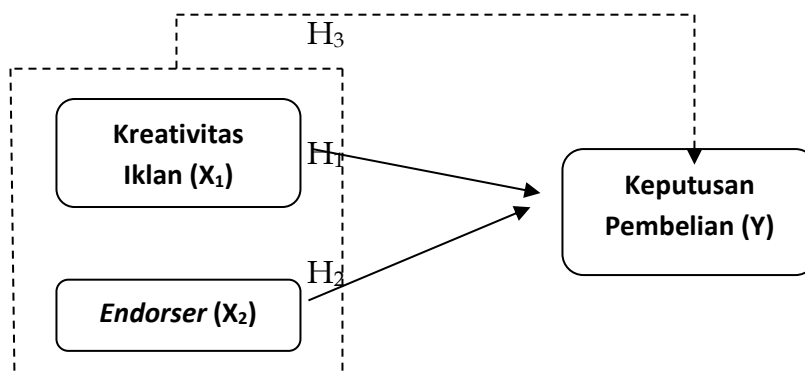 H₃
Kreativitas
Iklan (X₁)
H₁
Keputusan
Pembelian (Y)
H₂
Endorser (X₂)